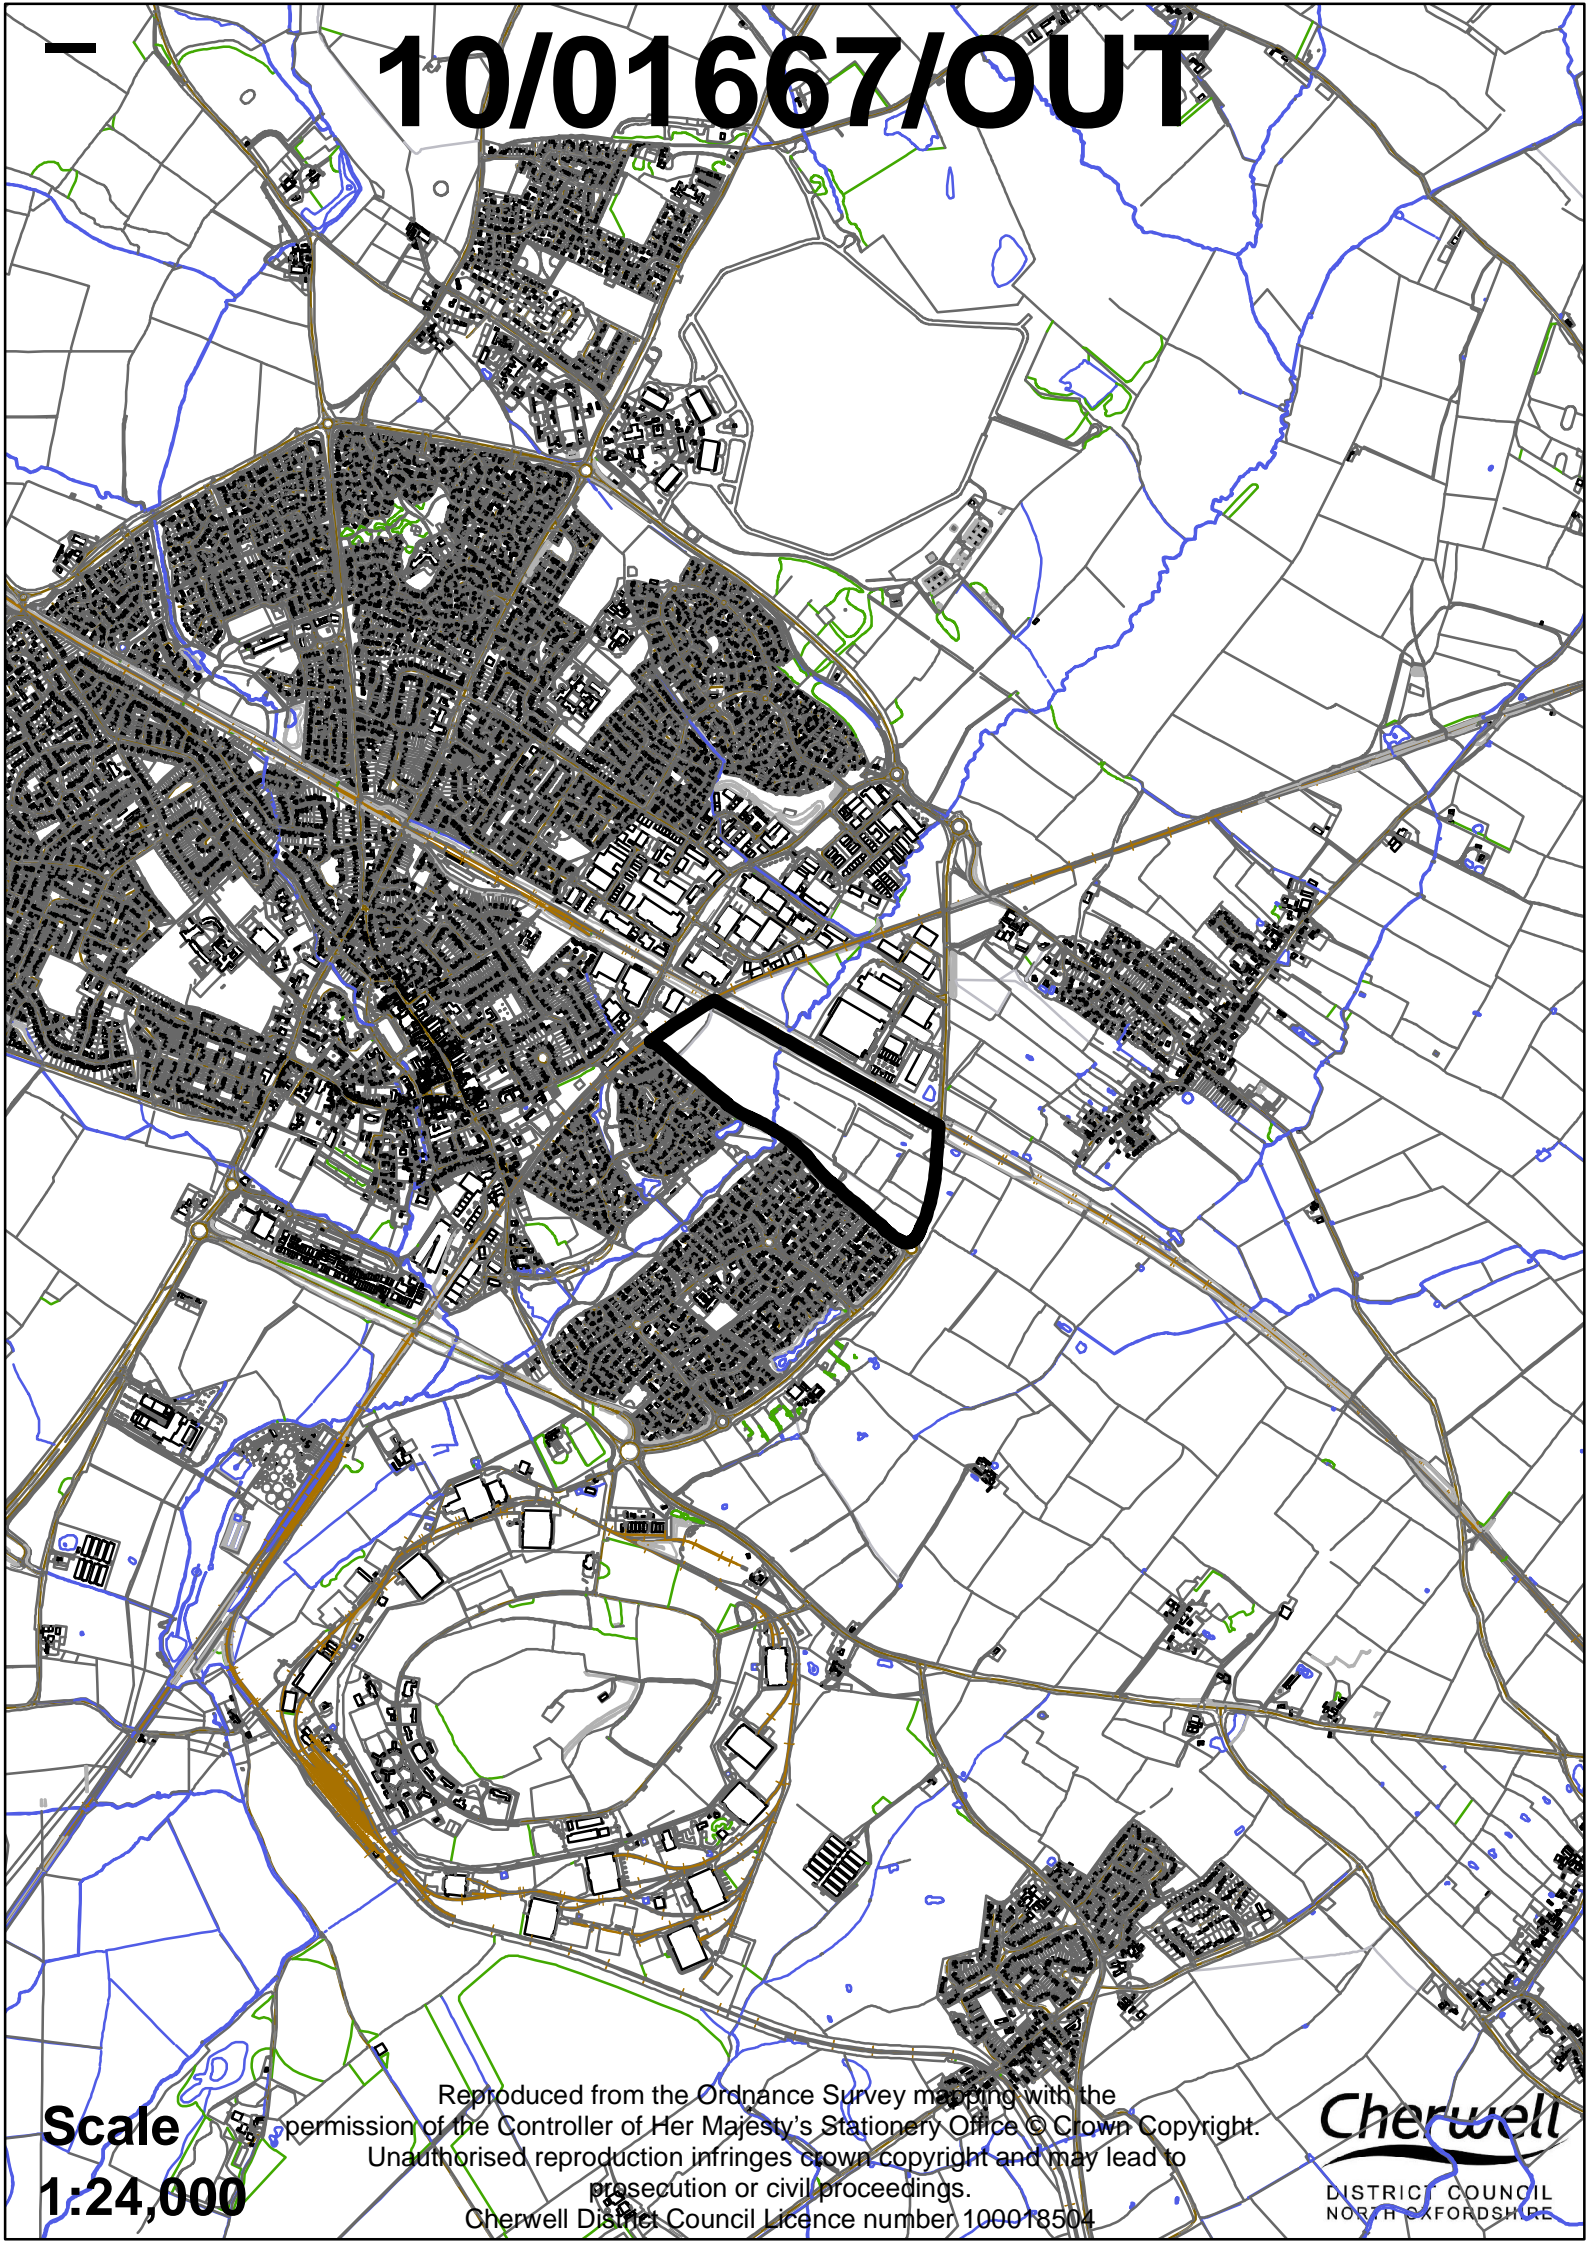 10/01667/OUT
Scale
1:24,000
Reproduced from the Ordnance Survey mapping with the
permission of the Controller of Her Majesty's Stationery Office © Crown Copyright.
Unauthorised reproduction infringes crown copyright and may lead to
prosecution or civil proceedings.
Cherwell District Council Licence number 100018504
Cherwell
DISTRICT COUNCIL
NORTH OXFORDSHIRE